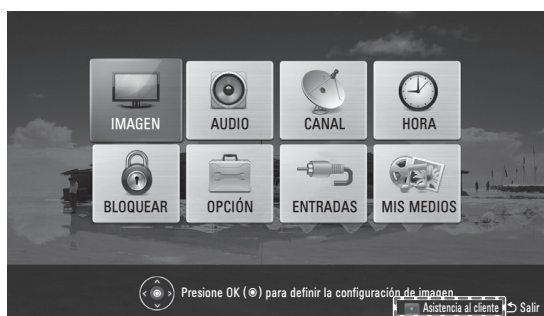 IMAGEN
AUDIO
CANAL
HORA
BLOQUEAR
OPCIÓN
ENTRADAS
MIS MEDIOS
Presione OK (◉) para definir la configuración de imagen
Asistencia al cliente
Salir